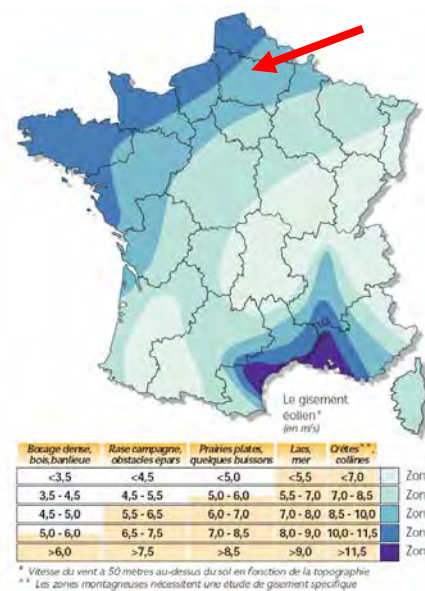 Le gisement
éolien*
(en m/s)
Bocage dense, bois, banlieue Rase campagne, obstacles épars Prairies plates, quelques buissons Lacs, mer Crêtes**, collines
<3,5 <4,5 <5,0 <5,5 <7,0 Zon
3,5 - 4,5 4,5 - 5,5 5,0 - 6,0 5,5 - 7,0 7,0 - 8,5 Zon
4,5 - 5,0 5,5 - 6,5 6,0 - 7,0 7,0 - 8,0 8,5 - 10,0 Zon
5,0 - 6,0 6,5 - 7,5 7,0 - 8,5 8,0 - 9,0 10,0 - 11,5 Zon
>6,0 >7,5 >8,5 >9,0 >11,5 Zon
* Vitesse du vent à 50 mètres au-dessus du sol en fonction de la topographie
** Les zones montagneuses nécessitent une étude de gisement spécifique